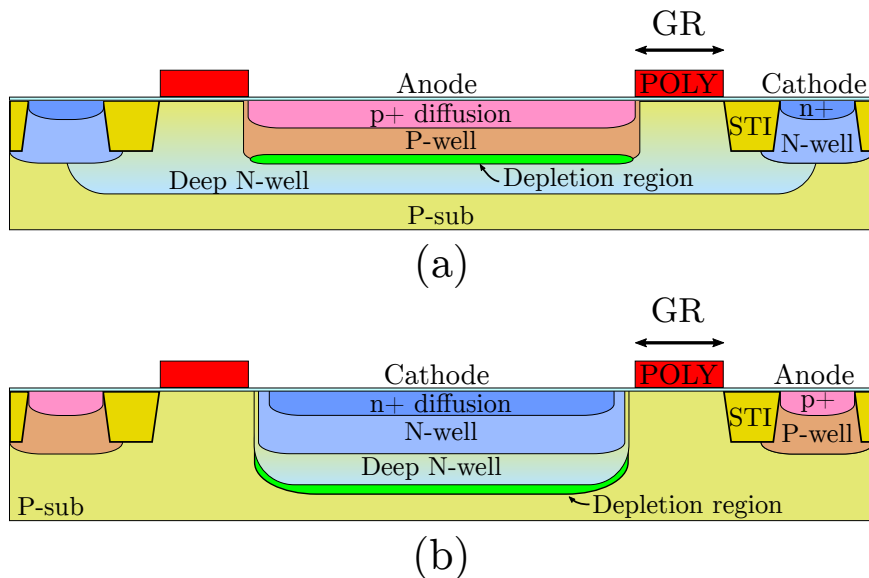 GR
Anode
POLY
Cathode
p+ diffusion
n+
STI
P-well
N-well
Deep N-well
Depletion region
P-sub
(a)
GR
Cathode
POLY
Anode
n+ diffusion
p+
STI
N-well
P-well
Deep N-well
P-sub
Depletion region
(b)